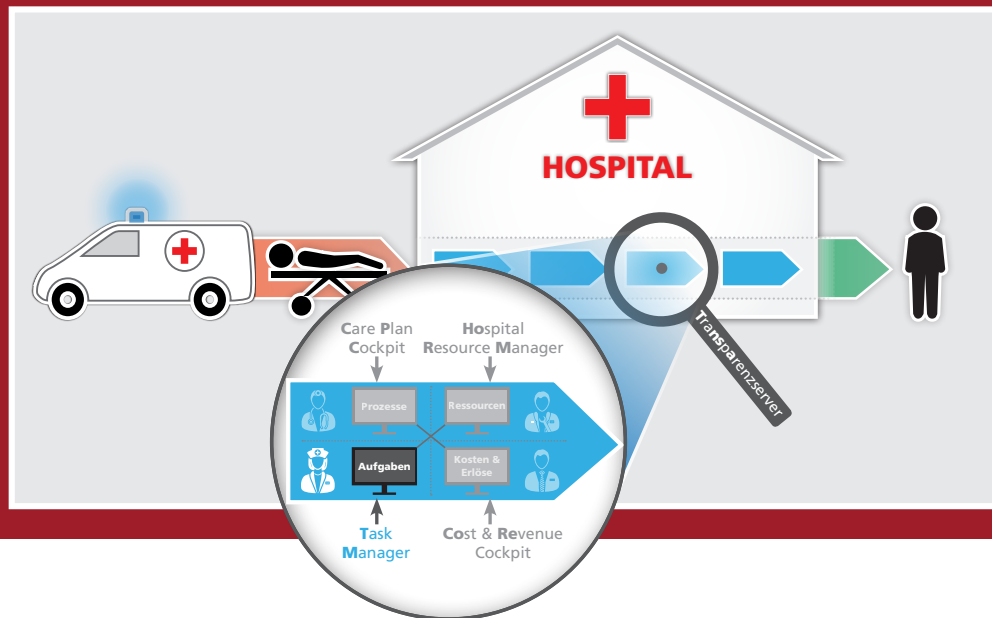 HOSPITAL
Transparenzserver
Care Plan
Cockpit
Hospital
Resource Manager
Prozesse
Ressourcen
Aufgaben
Kosten &
Erlöse
Task
Manager
Cost & Revenue
Cockpit